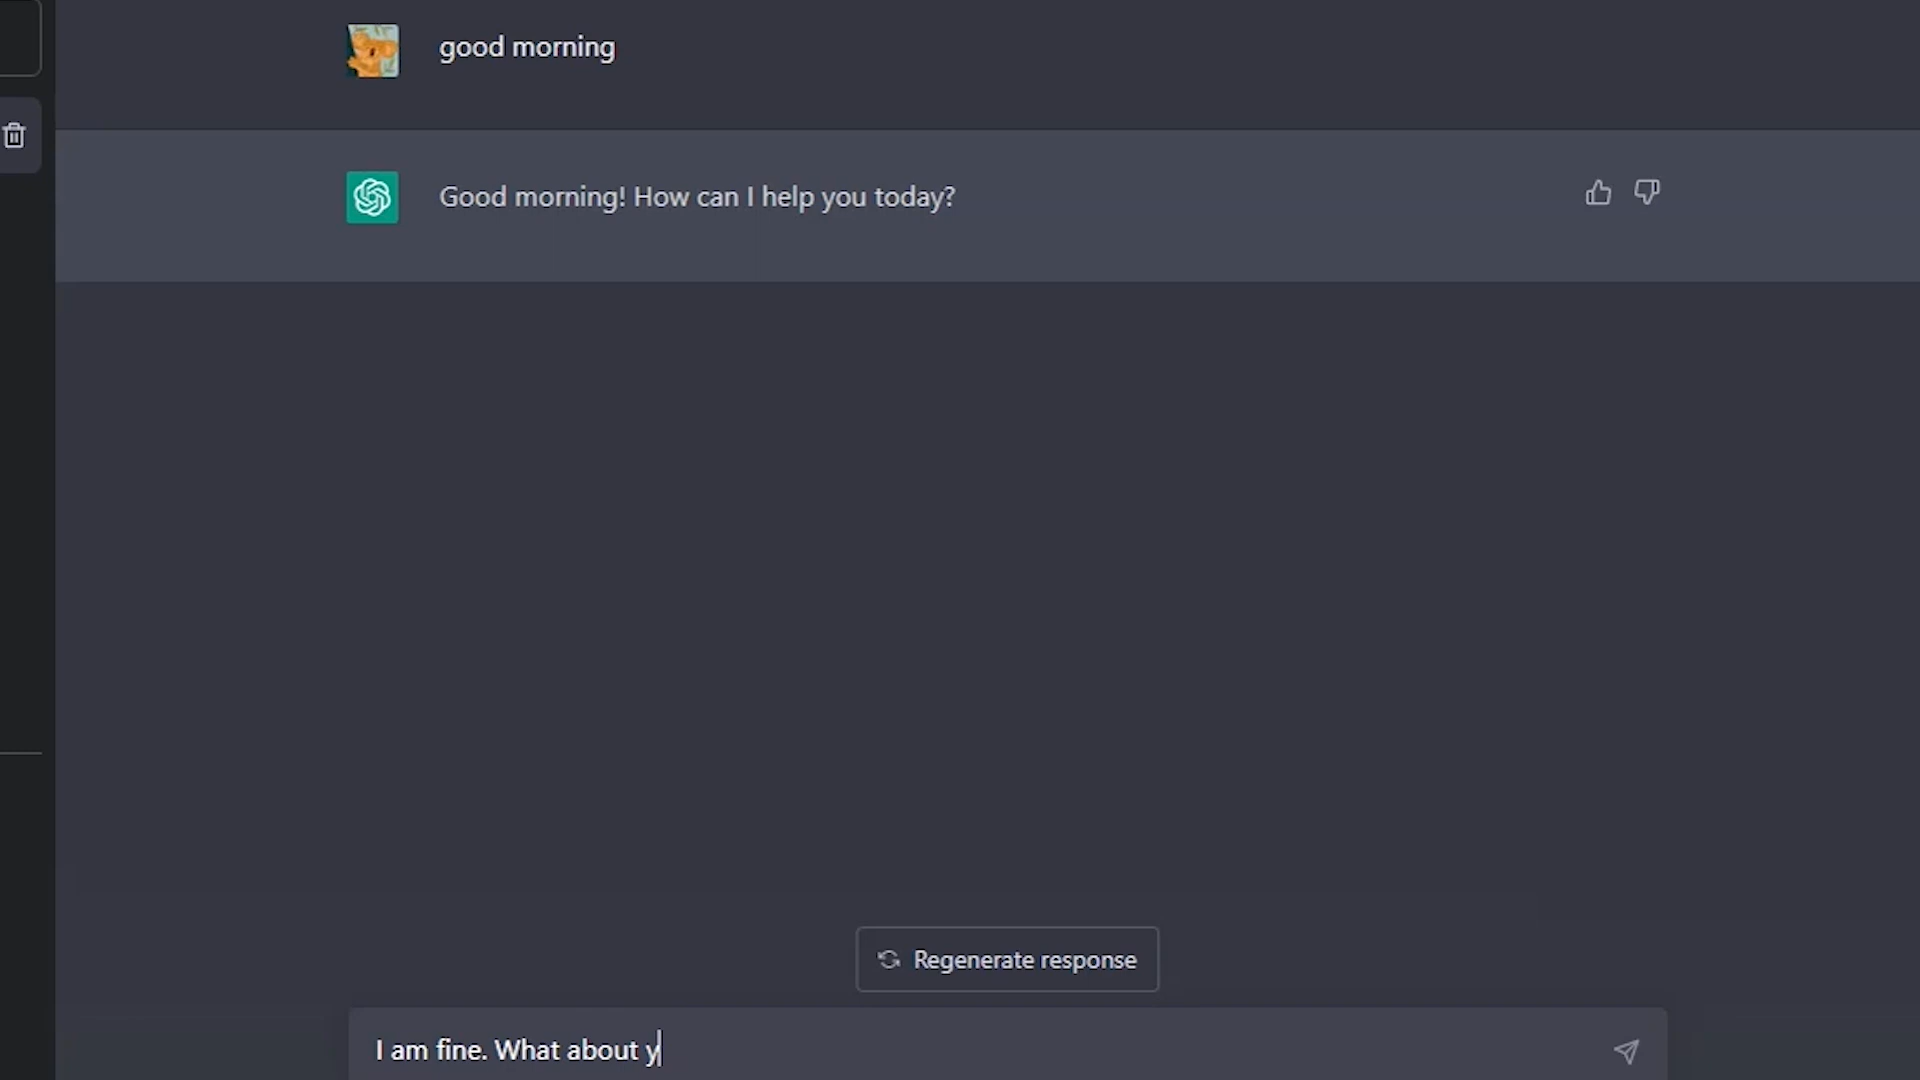 good morning
Good morning! How can I help you today?
Regenerate response
I am fine. What about y